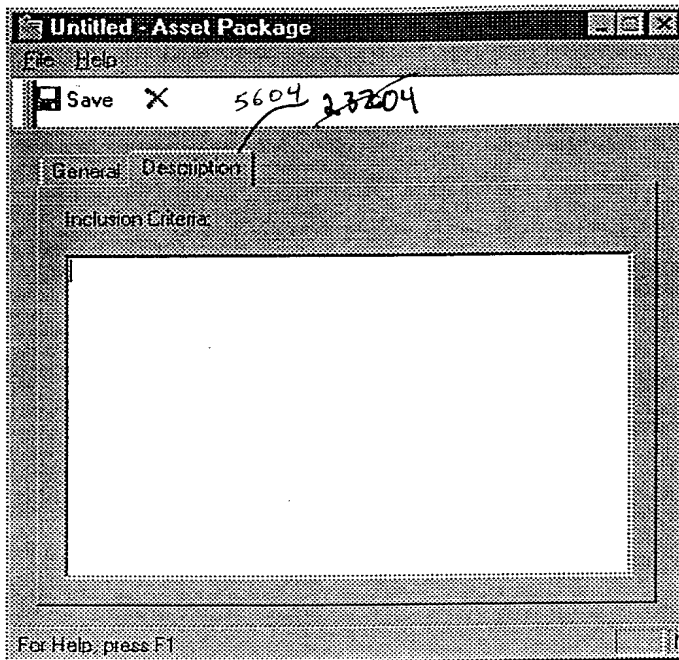 Untitled - Asset Package
File Help
Save 5604
General Description
Inclusion Criteria:
For Help, press F1